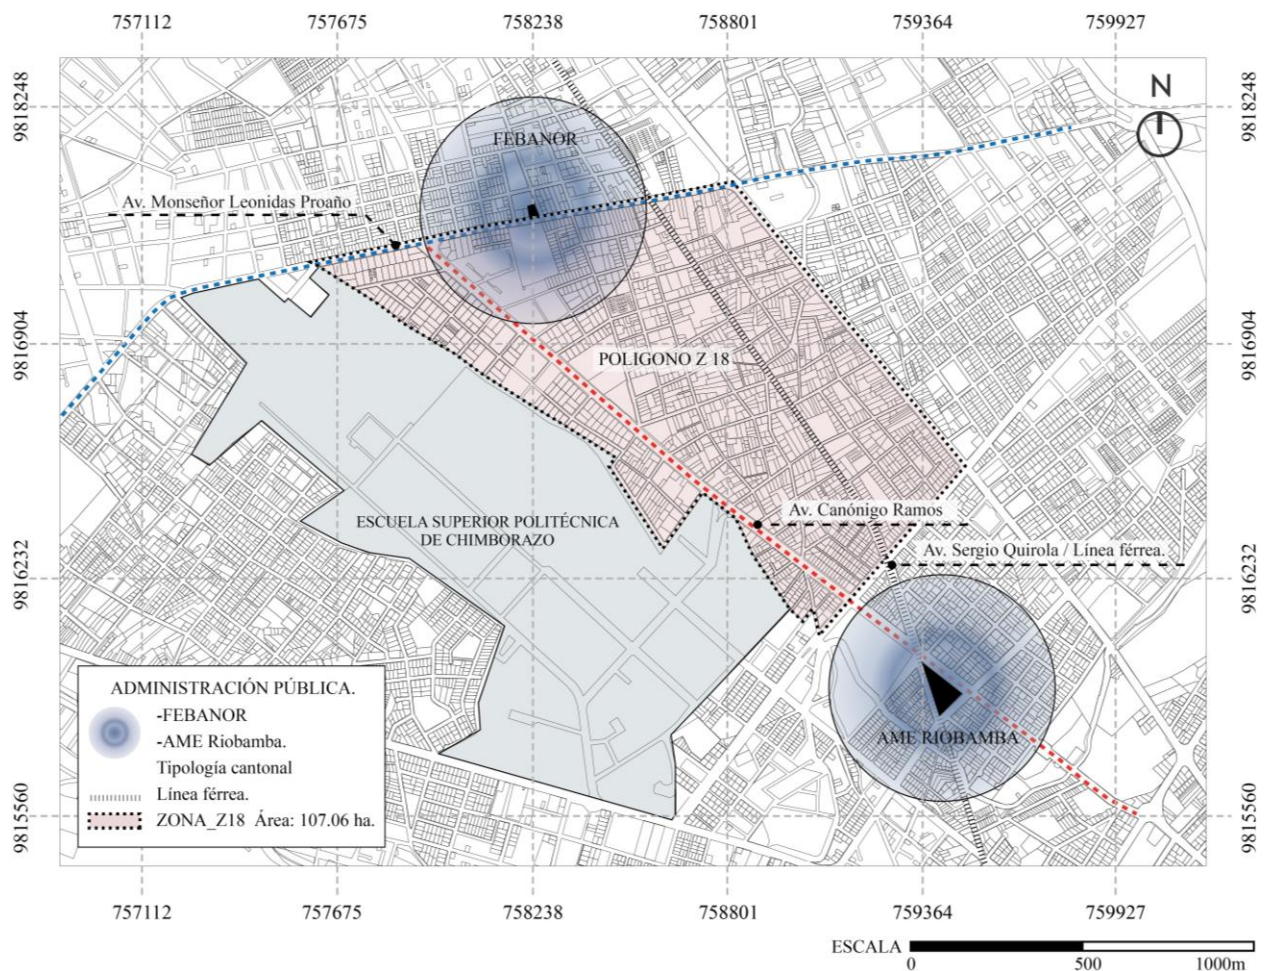 757112 757675 758238 758801 759364 759927
9818248 9818248
N
FEBANOR
Av. Monseñor Leonidas Proaño
9816904 9816904
POLIGONO Z 18
ESCUELA SUPERIOR POLITÉCNICA
DE CHIMBORAZO
Av. Canónigo Ramos
Av. Sergio Quirola / Línea férrea.
9816232 9816232
AME RIOBAMBA
ADMINISTRACIÓN PÚBLICA.
-FEBANOR
-AME Riobamba.
Tipología cantonal
Línea férrea.
ZONA_Z18 Área: 107.06 ha.
9815560 9815560
757112 757675 758238 758801 759364 759927
ESCALA
0 500 1000m